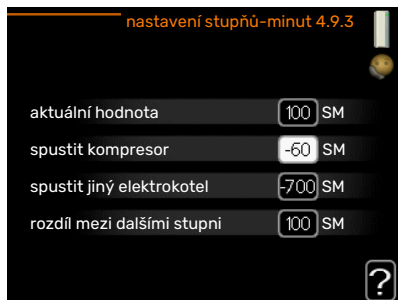 nastavení stupňů-minut 4.9.3
aktuální hodnota 100 SM
spustit kompresor -60 SM
spustit jiný elektrokotel -700 SM
rozdíl mezi dalšími stupni 100 SM
?